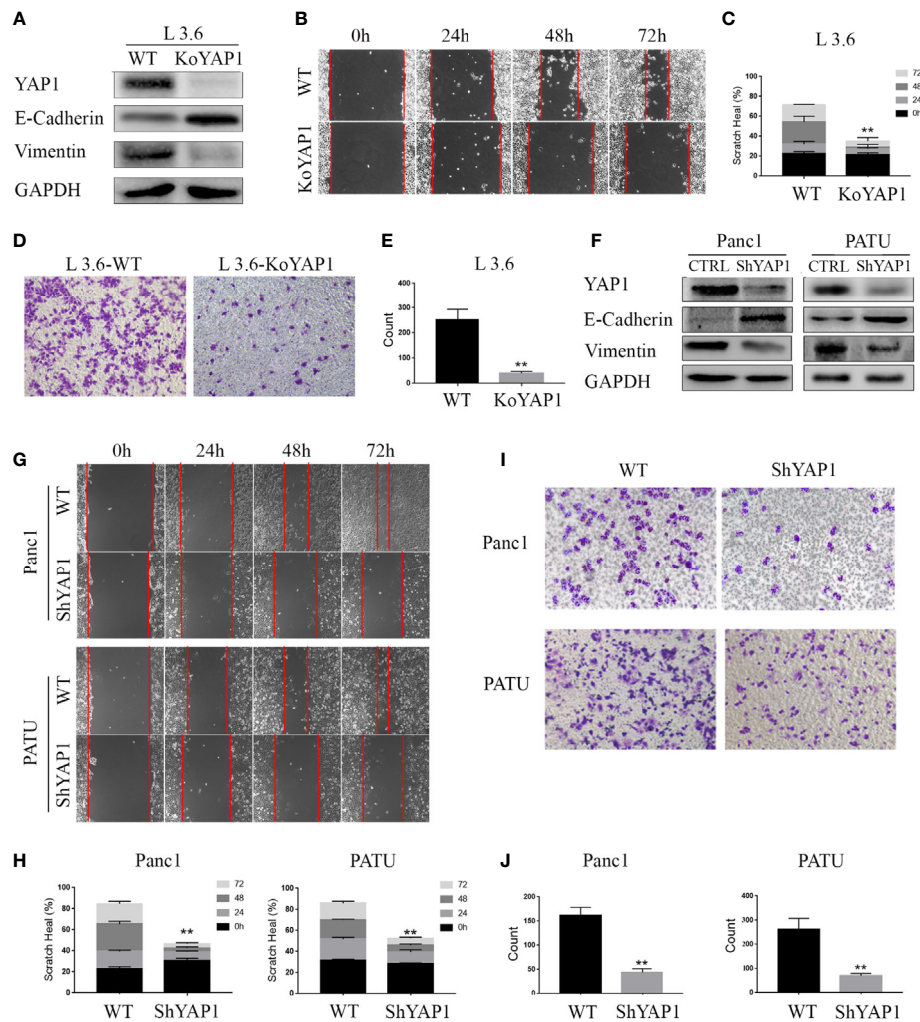 A
L 3.6
WT KoYAP1
YAP1
E-Cadherin
Vimentin
GAPDH
B
0h 24h 48h 72h
WT
KoYAP1
C
L 3.6
Scratch Heal (%)
100
80
60
40
20
0
72
48
24
0h
**
WT KoYAP1
D
L 3.6-WT L 3.6-KoYAP1
E
L 3.6
Count
400
300
200
100
0
**
WT KoYAP1
F
Panc1 PATU
CTRL ShYAP1 CTRL ShYAP1
YAP1
E-Cadherin
Vimentin
GAPDH
G
0h 24h 48h 72h
Panc1
WT
ShYAP1
PATU
WT
ShYAP1
H
Panc1
Scratch Heal (%)
100
80
60
40
20
0
72
48
24
0h
**
WT ShYAP1
PATU
Scratch Heal (%)
100
80
60
40
20
0
72
48
24
0h
**
WT ShYAP1
I
WT ShYAP1
Panc1
PATU
J
Panc1
Count
200
150
100
50
0
**
WT ShYAP1
PATU
Count
400
300
200
100
0
**
WT ShYAP1